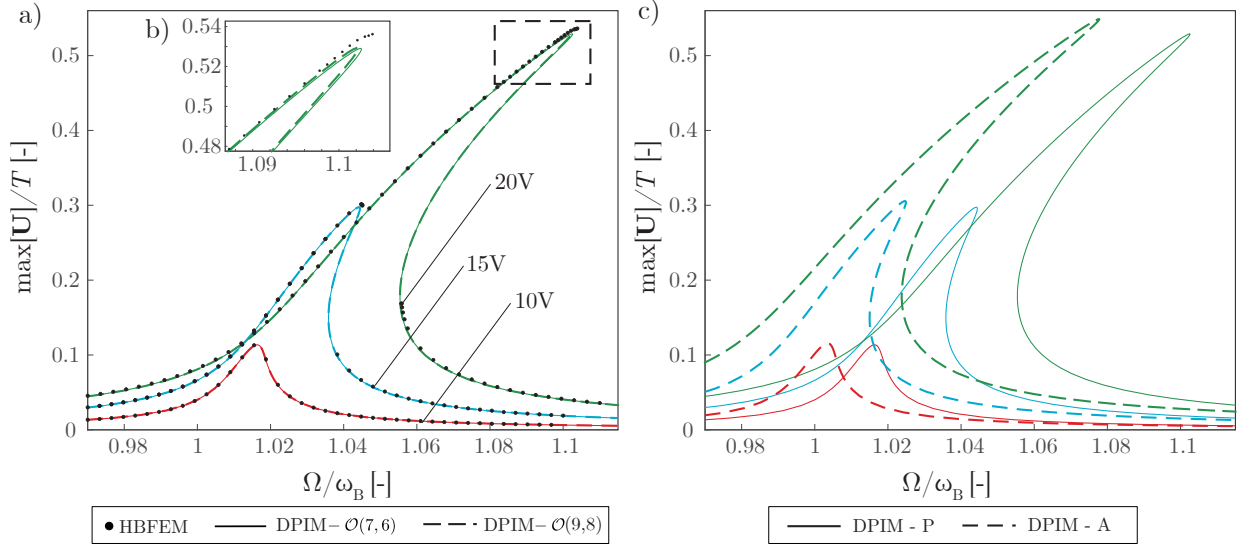 a)
b)
0.54
0.52
0.5
0.48
1.09
1.1
0.5
0.4
0.3
0.2
0.1
0
max[U]/T [-]
20V
15V
10V
0.98
1
1.02
1.04
1.06
1.08
1.1
Ω/ω_B [-]
HBFEM
DPIM– 𝒪(7,6)
DPIM– 𝒪(9,8)
c)
0.5
0.4
0.3
0.2
0.1
0
max[U]/T [-]
0.98
1
1.02
1.04
1.06
1.08
1.1
Ω/ω_B [-]
DPIM - P
DPIM - A